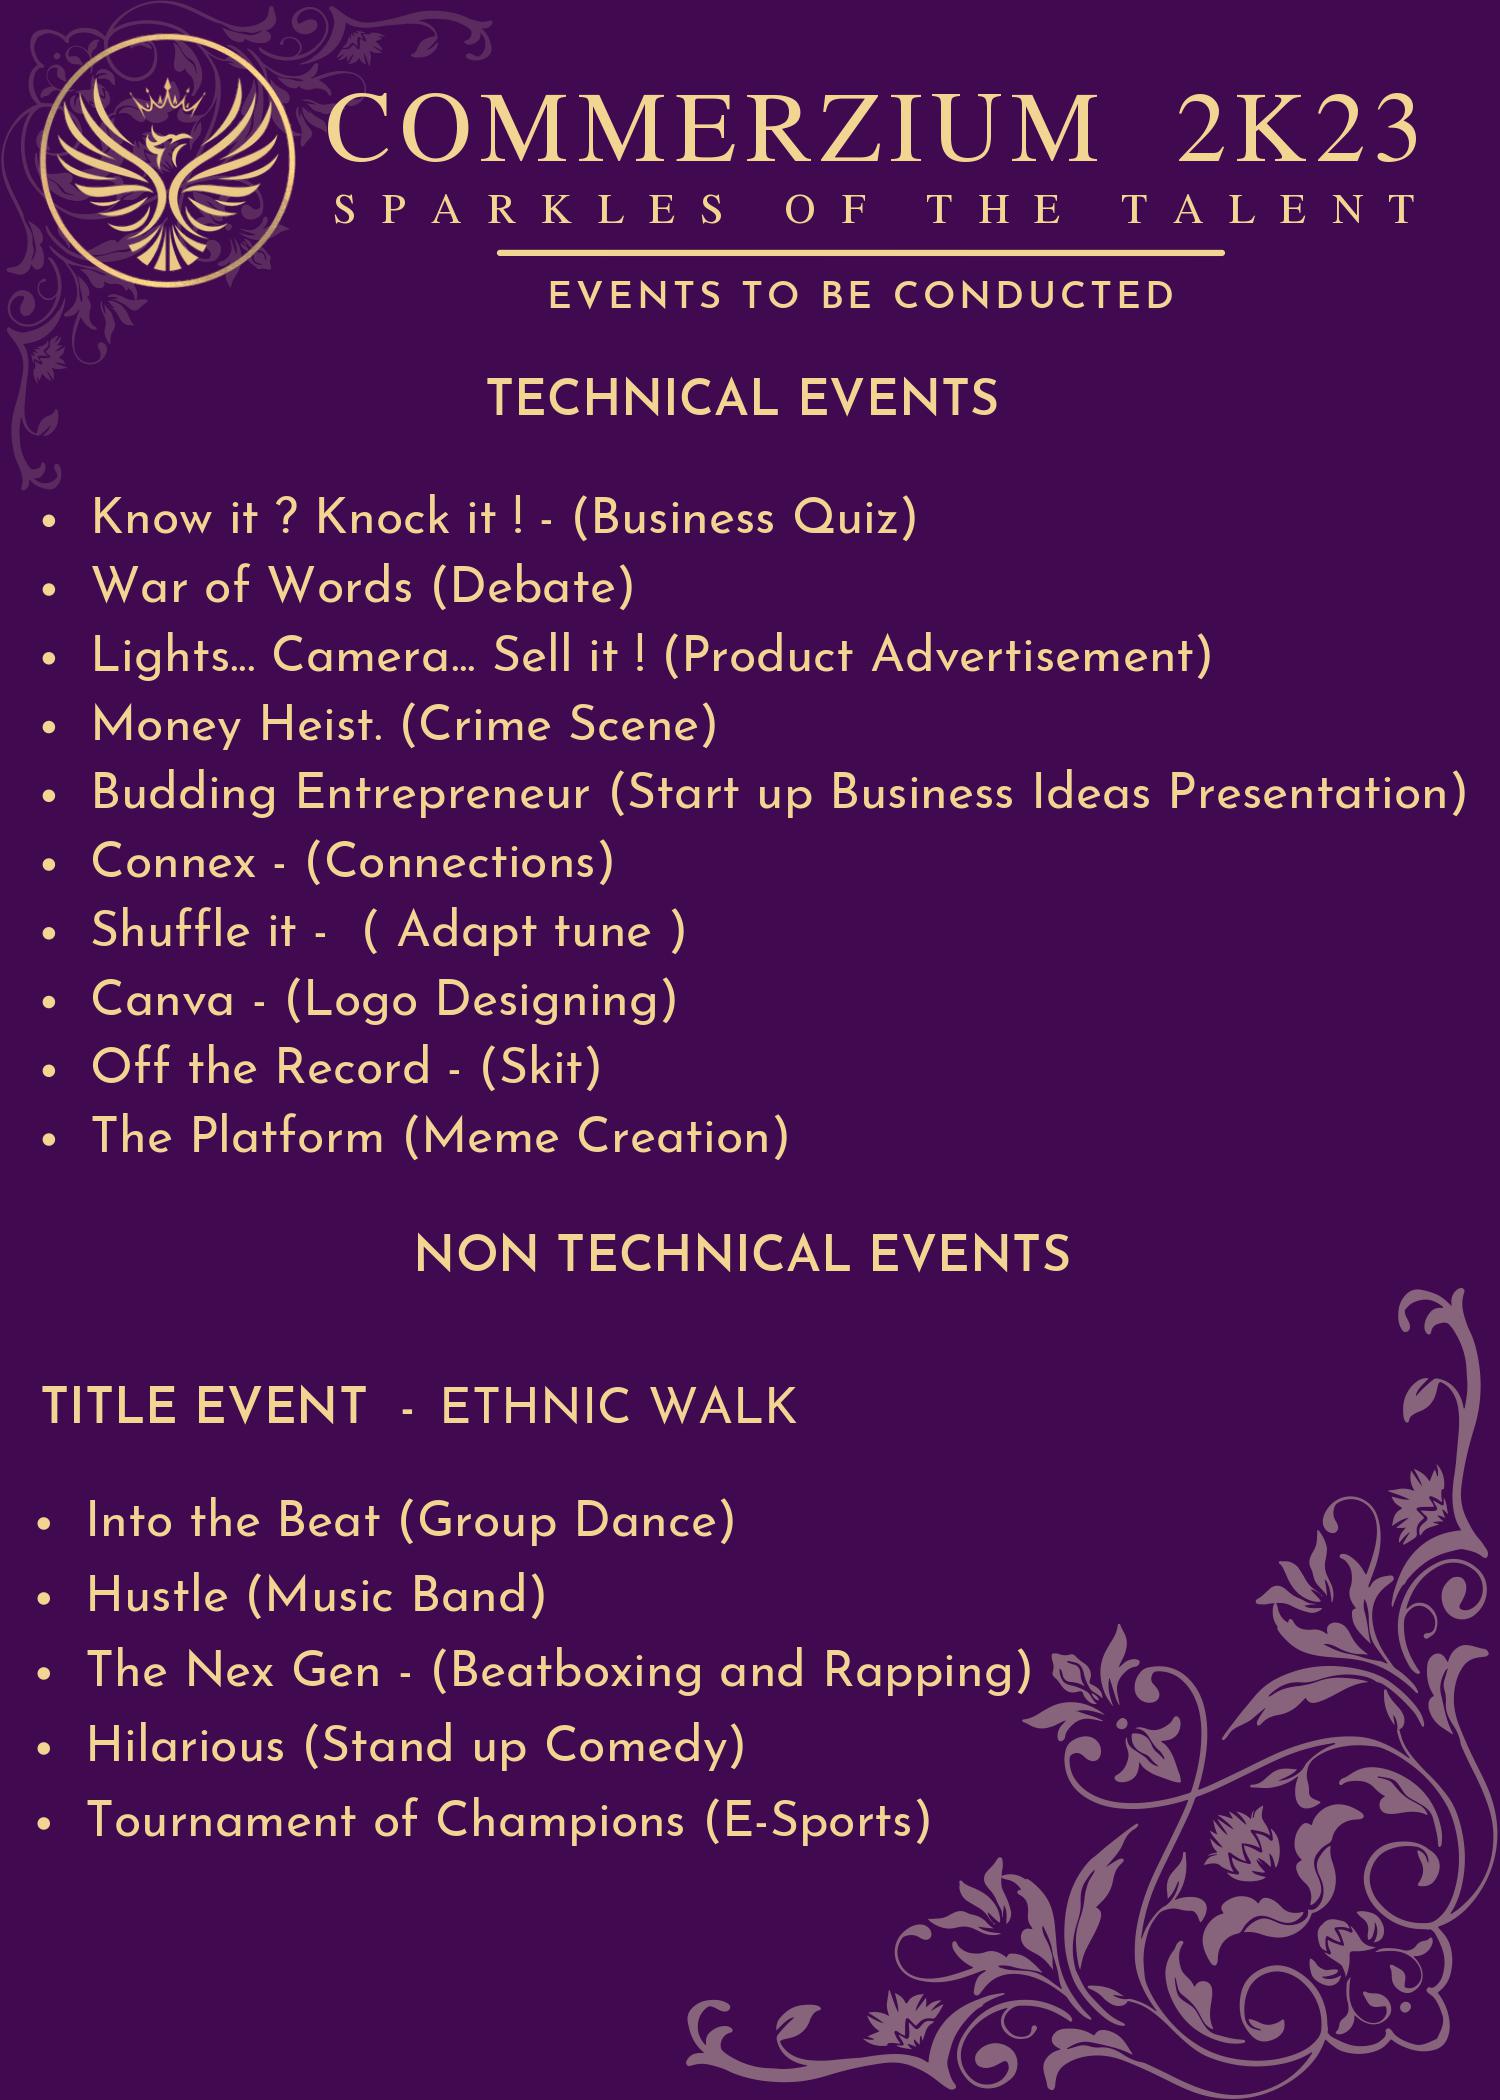 COMMERZIUM 2K23
SPARKLES OF THE TALENT
EVENTS TO BE CONDUCTED
TECHNICAL EVENTS
• Know it ? Knock it ! - (Business Quiz)
• War of Words (Debate)
• Lights... Camera... Sell it ! (Product Advertisement)
• Money Heist. (Crime Scene)
• Budding Entrepreneur (Start up Business Ideas Presentation)
• Connex - (Connections)
• Shuffle it - ( Adapt tune )
• Canva - (Logo Designing)
• Off the Record - (Skit)
• The Platform (Meme Creation)
NON TECHNICAL EVENTS
TITLE EVENT - ETHNIC WALK
• Into the Beat (Group Dance)
• Hustle (Music Band)
• The Nex Gen - (Beatboxing and Rapping)
• Hilarious (Stand up Comedy)
• Tournament of Champions (E-Sports)